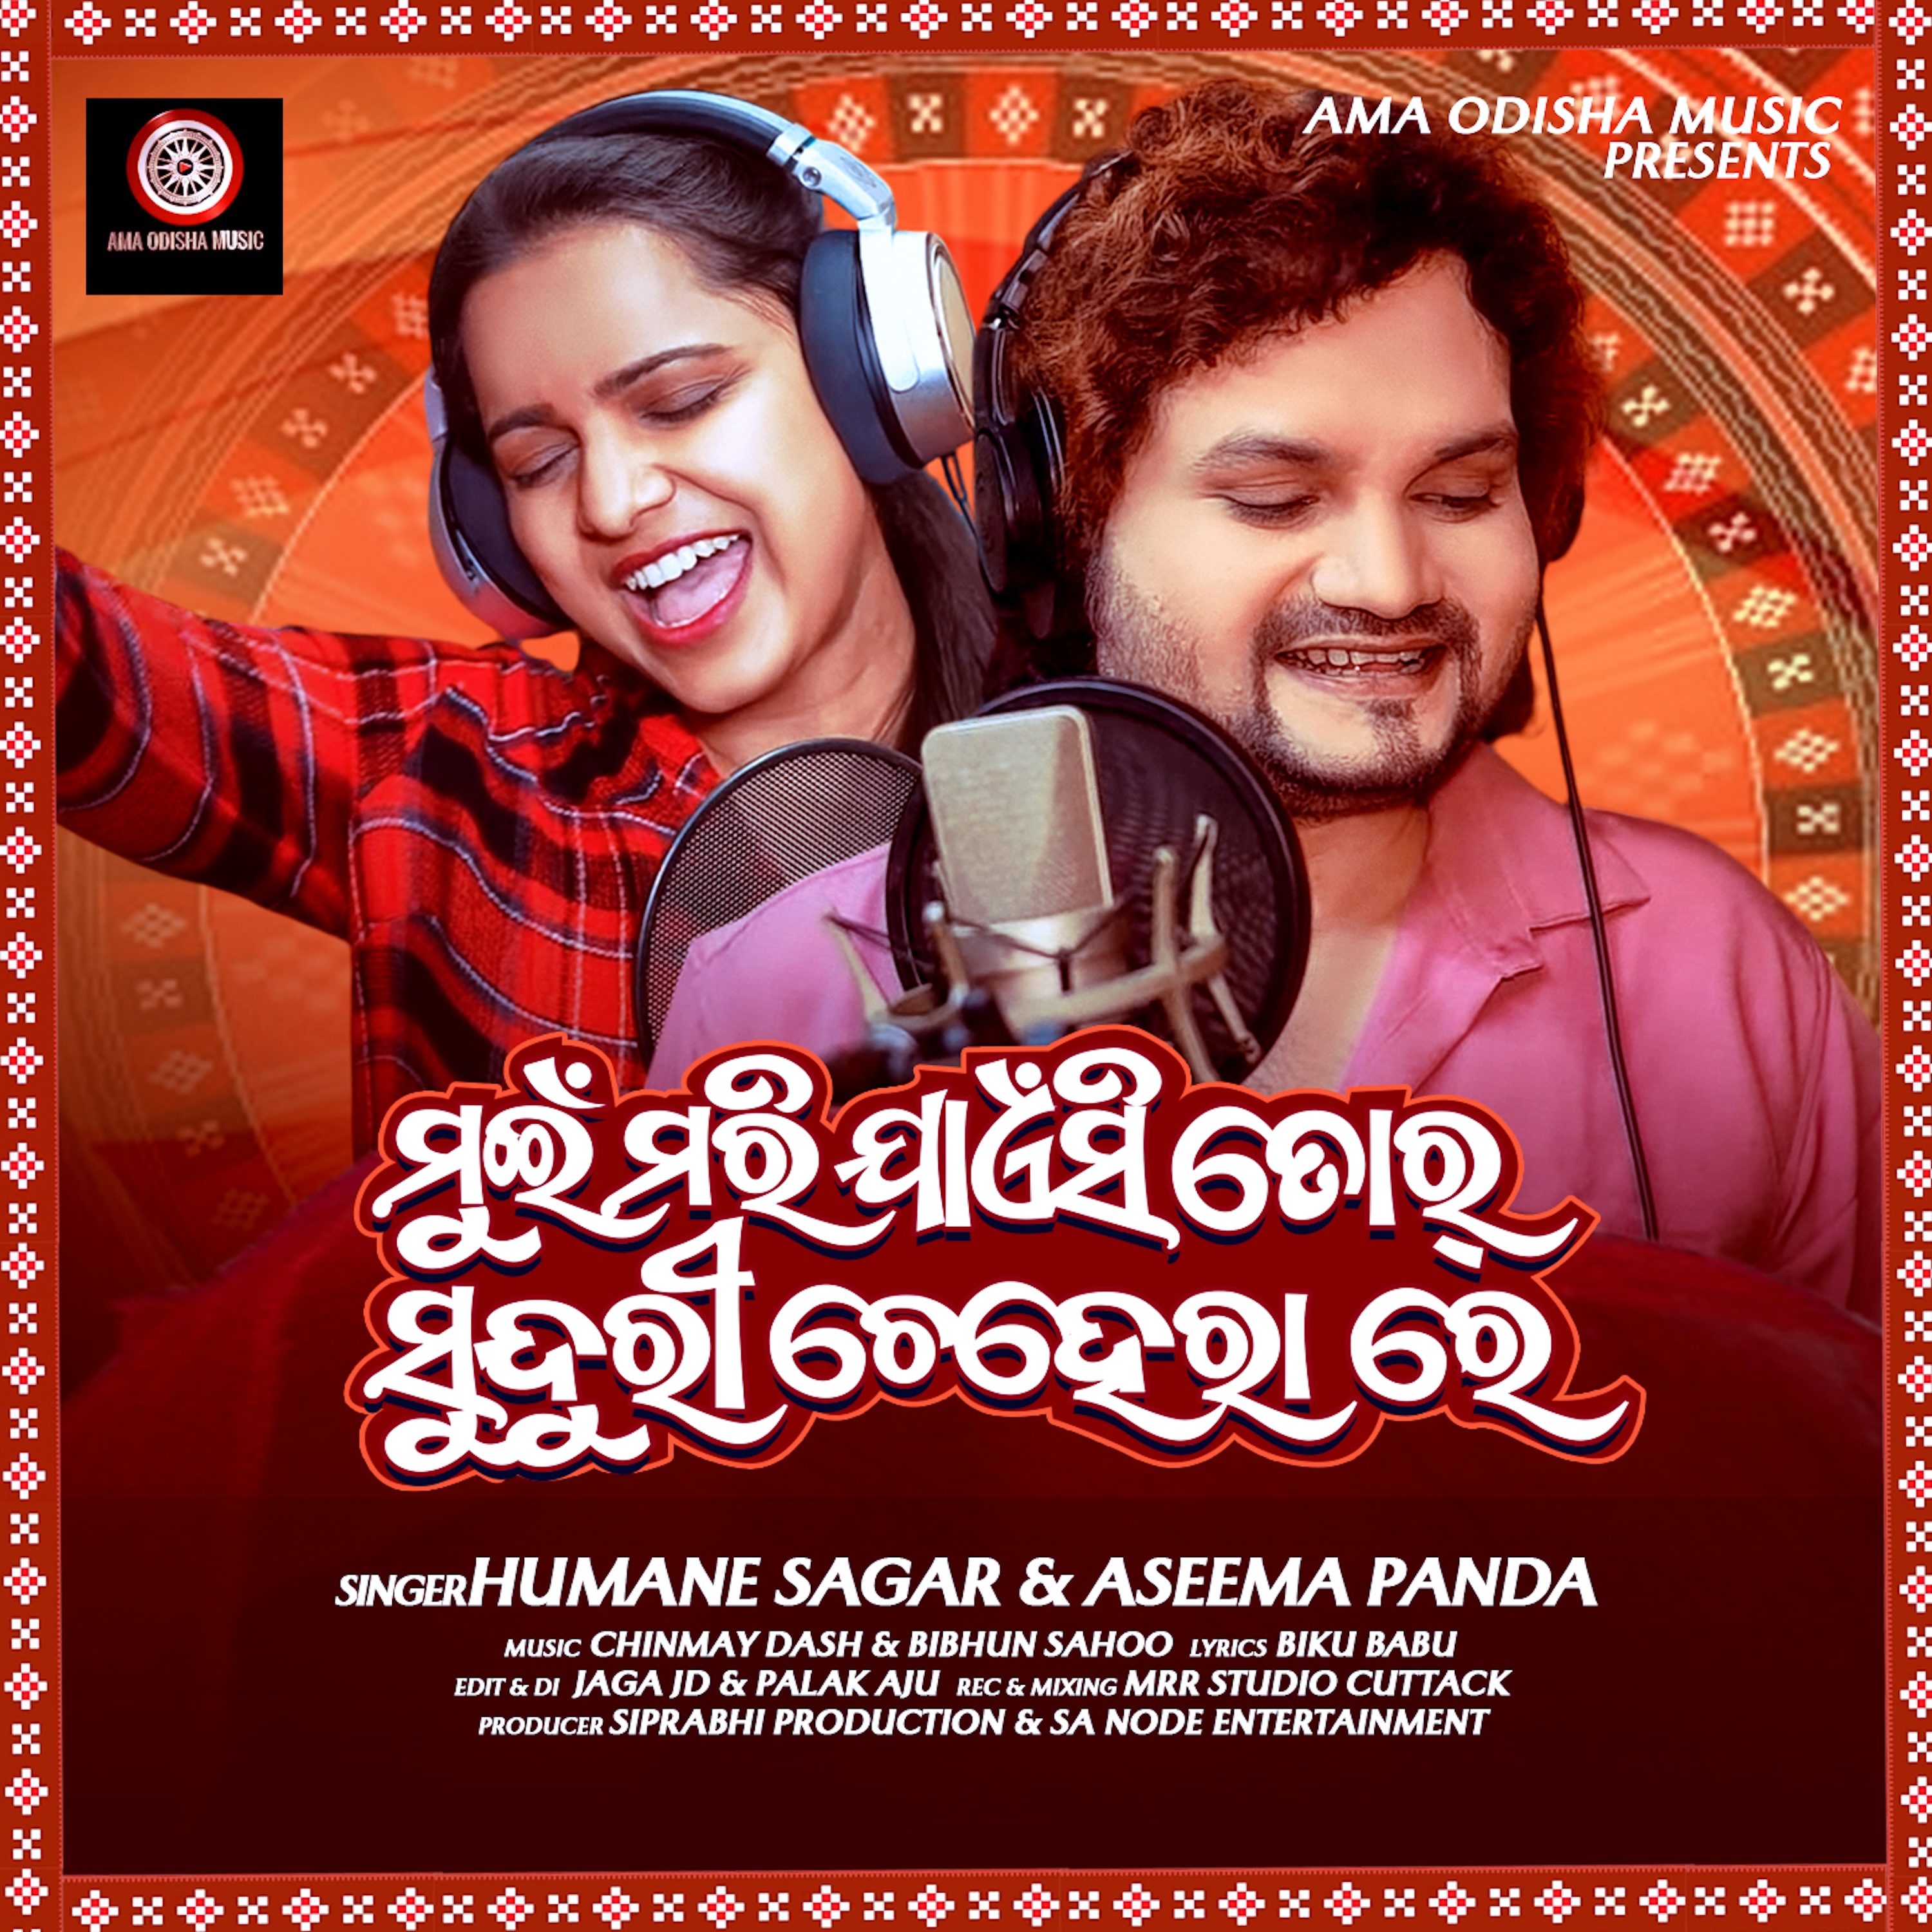 AMA ODISHA MUSIC
PRESENTS
AMA ODISHA MUSIC
ମୁଇଁ ମରି ଯାଏଁସି ତୋର୍
ସୁନ୍ଦୁରୀ ଚେହେରା ରେ
SINGER HUMANE SAGAR & ASEEMA PANDA
MUSIC CHINMAY DASH & BIBHUN SAHOO LYRICS BIKU BABU
EDIT & DI JAGA JD & PALAK AJU REC & MIXING MRR STUDIO CUTTACK
PRODUCER SIPRABHI PRODUCTION & SA NODE ENTERTAINMENT